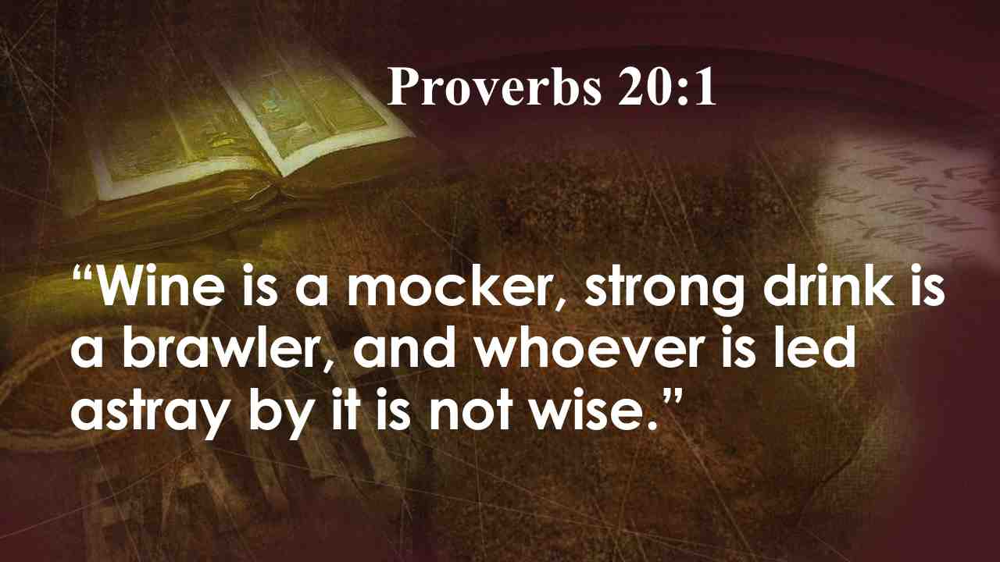 Proverbs 20:1
“Wine is a mocker, strong drink is
a brawler, and whoever is led
astray by it is not wise.”